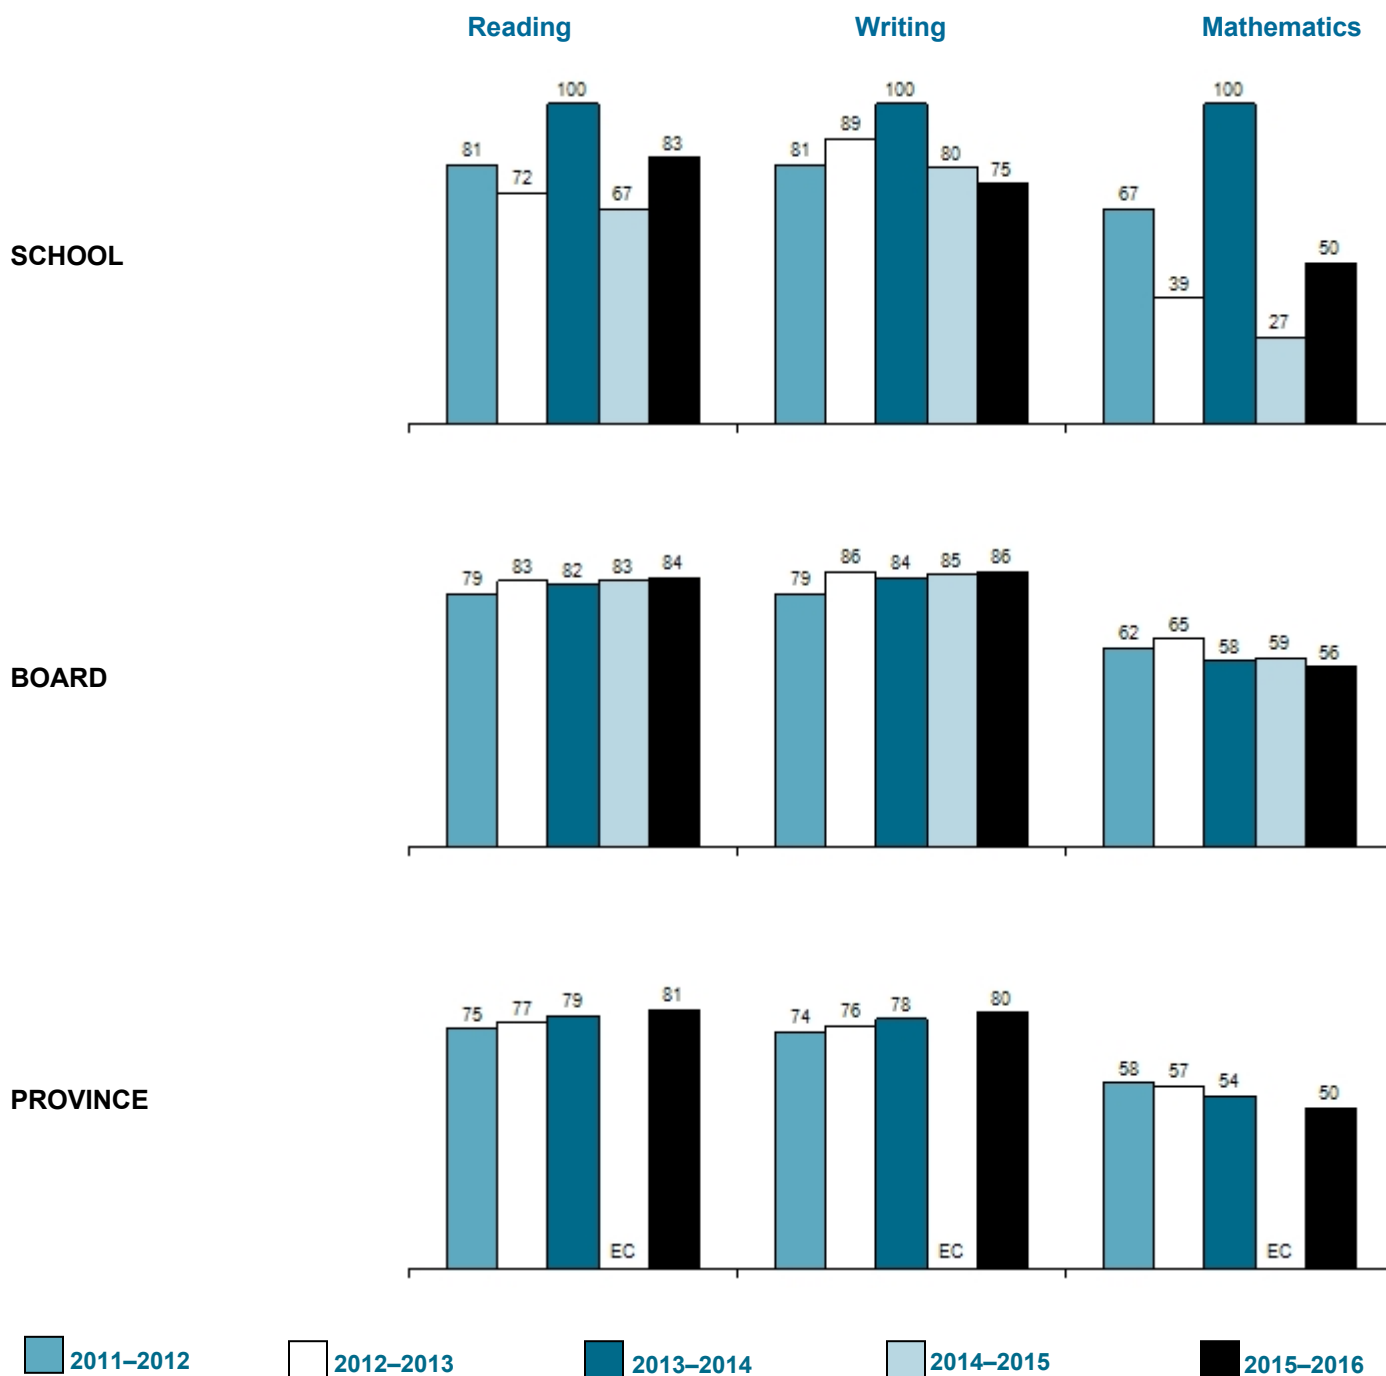 Reading Writing Mathematics
100 100 100
81 72 67 83 81 89 80 75 67 39 27 50
SCHOOL
79 83 82 83 84 79 86 84 85 86 62 65 58 59 56
BOARD
75 77 79 81 74 76 78 80 58 57 54 50
PROVINCE
EC EC EC
2011–2012 2012–2013 2013–2014 2014–2015 2015–2016